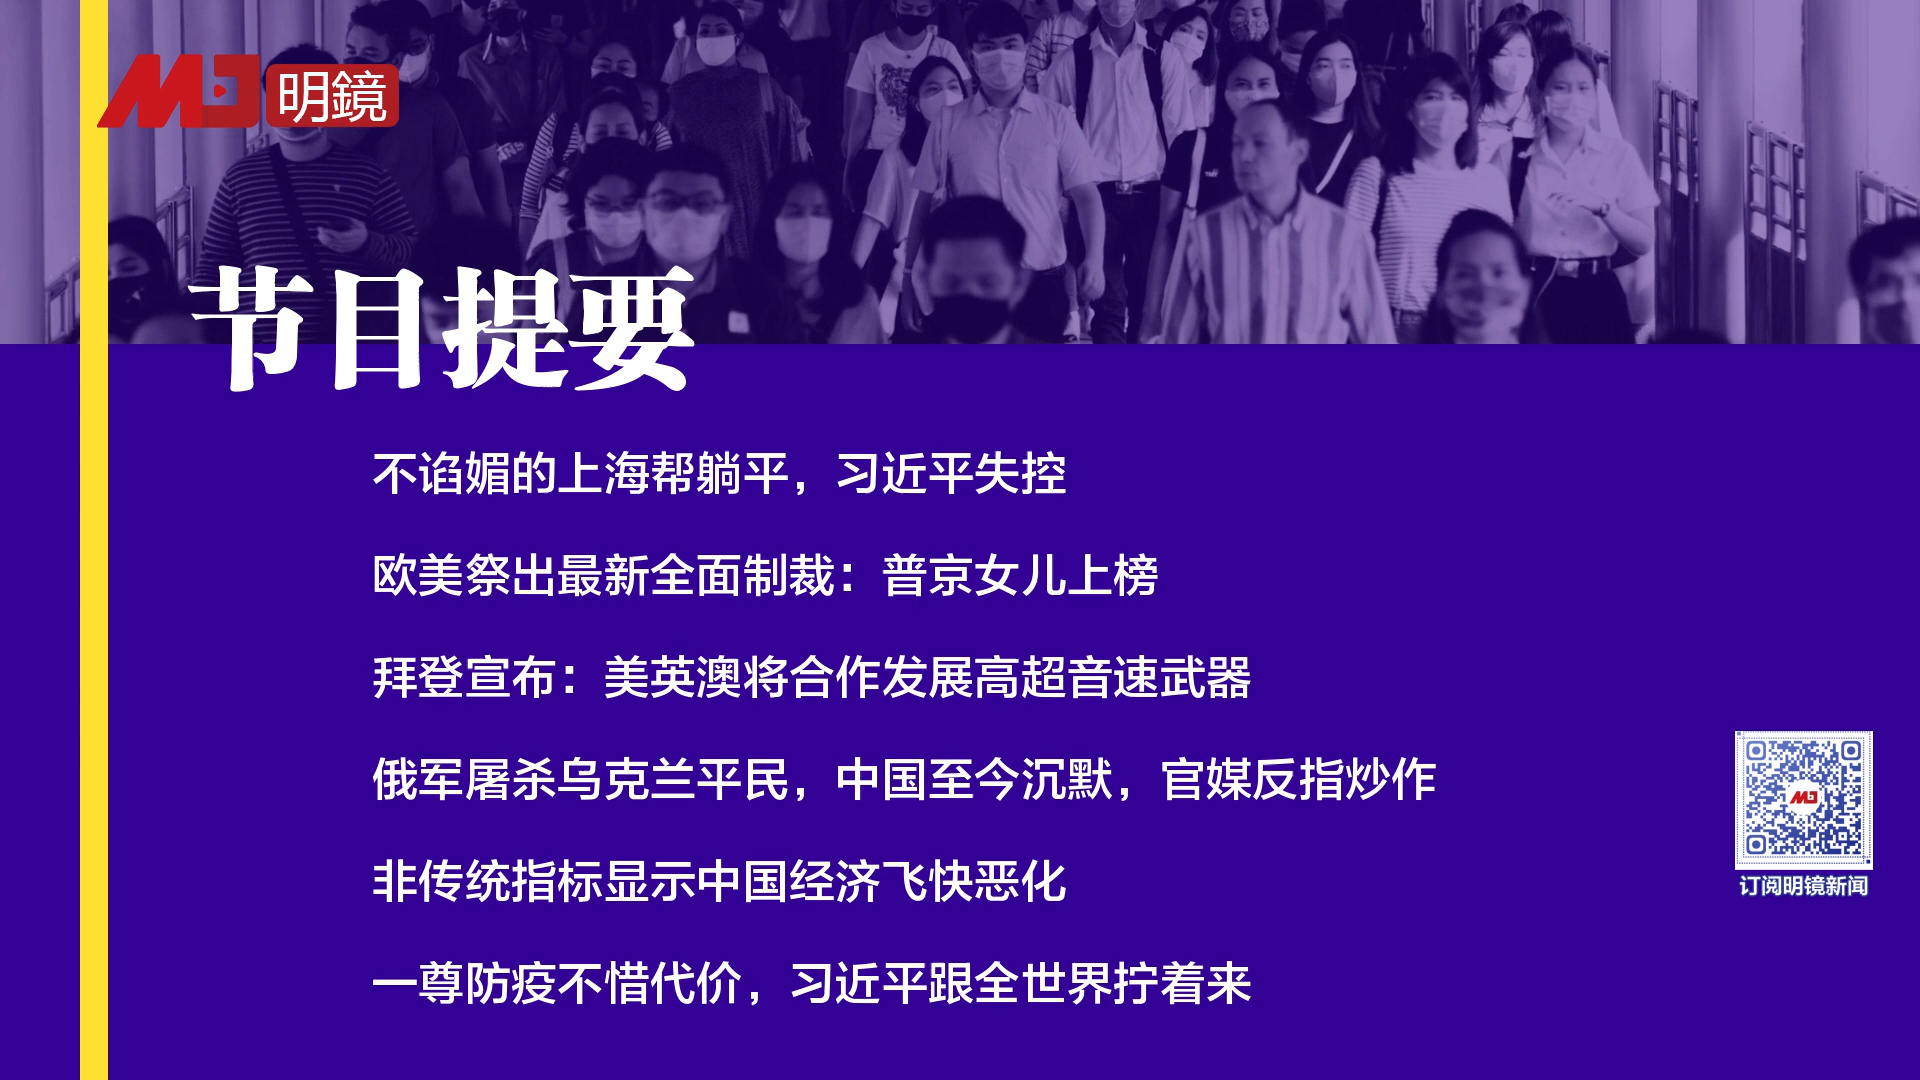 明鏡
节目提要
不谄媚的上海帮躺平，习近平失控
欧美祭出最新全面制裁：普京女儿上榜
拜登宣布：美英澳将合作发展高超音速武器
俄军屠杀乌克兰平民，中国至今沉默，官媒反指炒作
非传统指标显示中国经济飞快恶化
一尊防疫不惜代价，习近平跟全世界拧着来
订阅明镜新闻